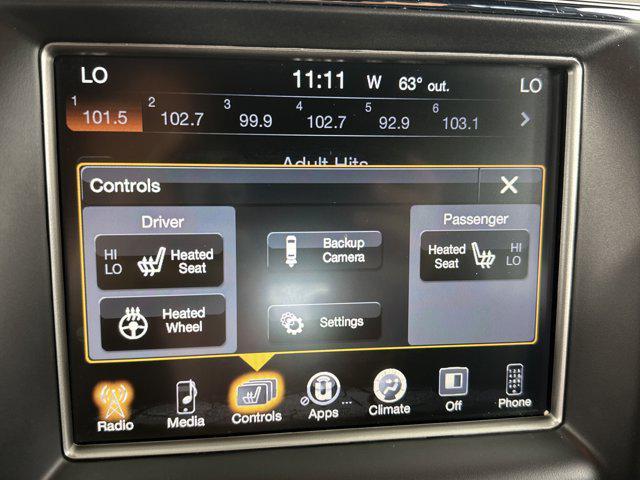 LO 11:11 W 63° out. LO
1 101.5 2 102.7 3 99.9 4 102.7 5 92.9 6 103.1
Adult Hits
Controls
Driver
Passenger
HI
LO
Heated
Seat
Backup
Camera
Heated
Seat
HI
LO
Heated
Wheel
Settings
Radio Media Controls Apps ... Climate Off Phone